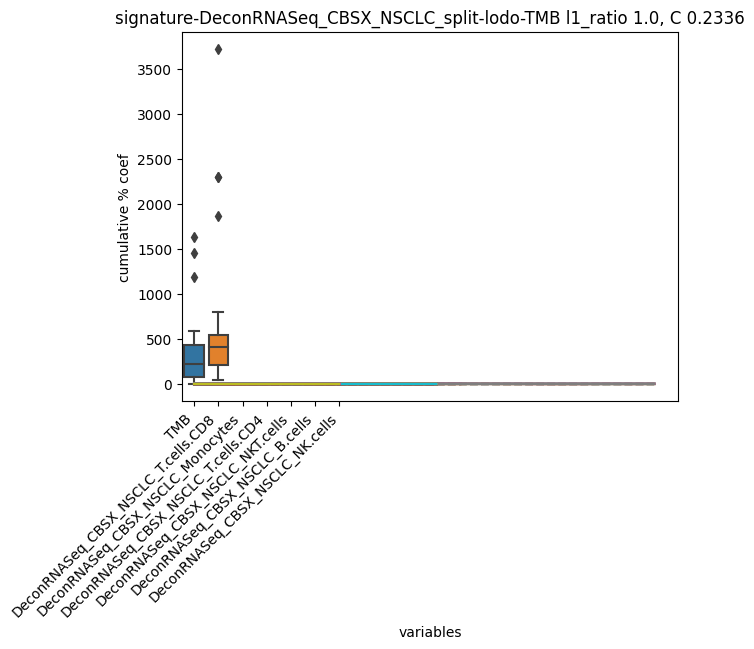 signature-DeconRNASeq_CBSX_NSCLC_split-lodo-TMB l1_ratio 1.0, C 0.2336
cumulative % coef
3500
3000
2500
2000
1500
1000
500
0
TMB
DeconRNASeq_CBSX_NSCLC_T.cells.CD8
DeconRNASeq_CBSX_NSCLC_Monocytes
DeconRNASeq_CBSX_NSCLC_T.cells.CD4
DeconRNASeq_CBSX_NSCLC_NKT.cells
DeconRNASeq_CBSX_NSCLC_B.cells
DeconRNASeq_CBSX_NSCLC_NK.cells
variables